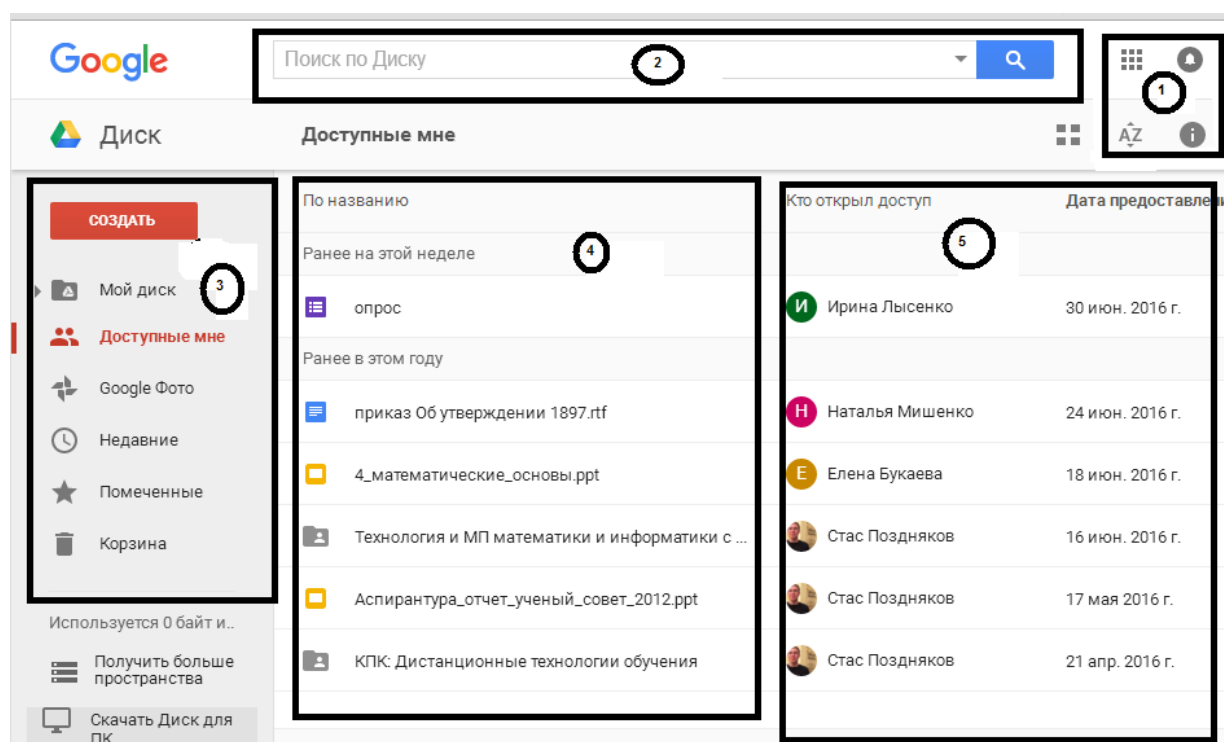 Google
Поиск по Диску
2
1
Диск
Доступные мне
AZ
СОЗДАТЬ
По названию
Кто открыл доступ
Дата предоставлени
3
4
5
Ранее на этой неделе
Мой диск
опрос
И Ирина Лысенко
30 июн. 2016 г.
Доступные мне
Ранее в этом году
Google Фото
приказ Об утверждении 1897.rtf
Н Наталья Мишенко
24 июн. 2016 г.
Недавние
4_математические_основы.ppt
Е Елена Букаева
18 июн. 2016 г.
Помеченные
Технология и МП математики и информатики с ...
Стас Поздняков
16 июн. 2016 г.
Корзина
Аспирантура_отчет_ученый_совет_2012.ppt
Стас Поздняков
17 мая 2016 г.
Используется 0 байт и..
КПК: Дистанционные технологии обучения
Стас Поздняков
21 апр. 2016 г.
Получить больше
пространства
Скачать Диск для
ПК